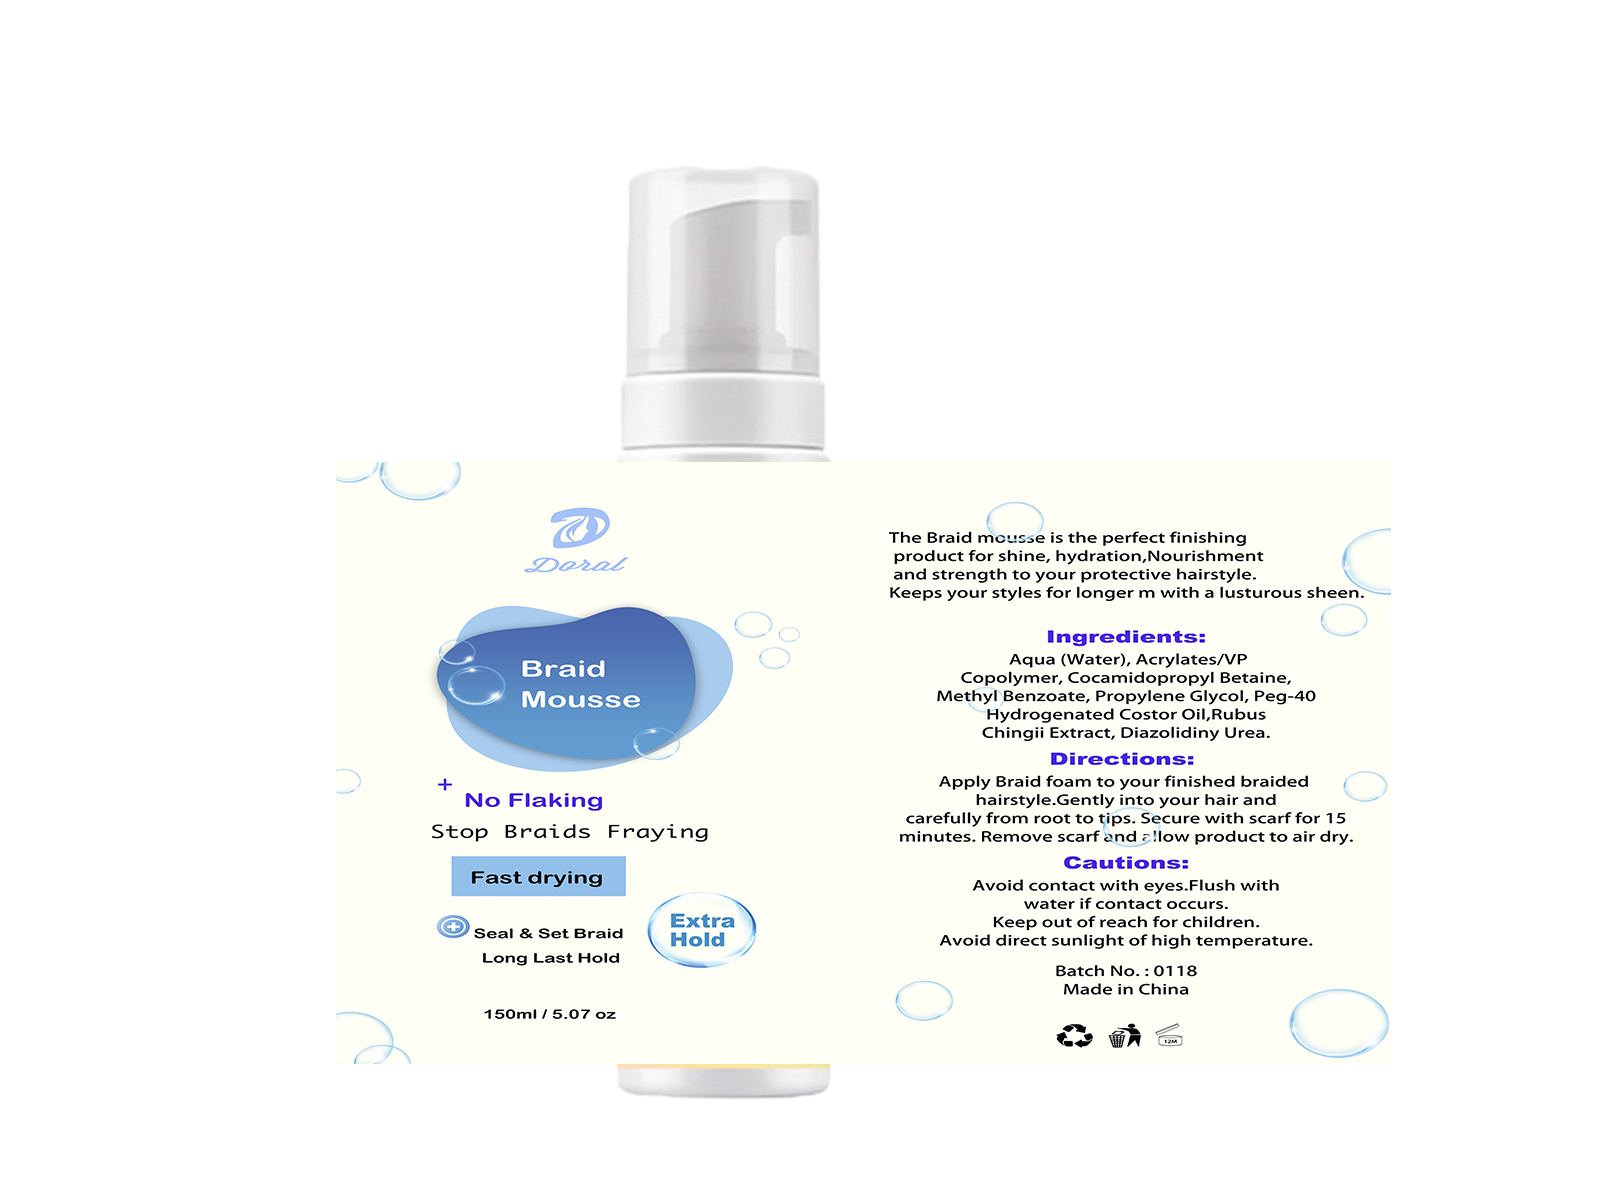 Doral
Braid
Mousse
+
No Flaking
Stop Braids Fraying
Fast drying
Seal & Set Braid
Long Last Hold
Extra
Hold
150ml / 5.07 oz
The Braid mousse is the perfect finishing
product for shine, hydration,Nourishment
and strength to your protective hairstyle.
Keeps your styles for longer m with a lusturous sheen.
Ingredients:
Aqua (Water), Acrylates/VP
Copolymer, Cocamidopropyl Betaine,
Methyl Benzoate, Propylene Glycol, Peg-40
Hydrogenated Costor Oil,Rubus
Chingii Extract, Diazolidiny Urea.
Directions:
Apply Braid foam to your finished braided
hairstyle.Gently into your hair and
carefully from root to tips. Secure with scarf for 15
minutes. Remove scarf and allow product to air dry.
Cautions:
Avoid contact with eyes.Flush with
water if contact occurs.
Keep out of reach for children.
Avoid direct sunlight of high temperature.
Batch No. : 0118
Made in China
12M